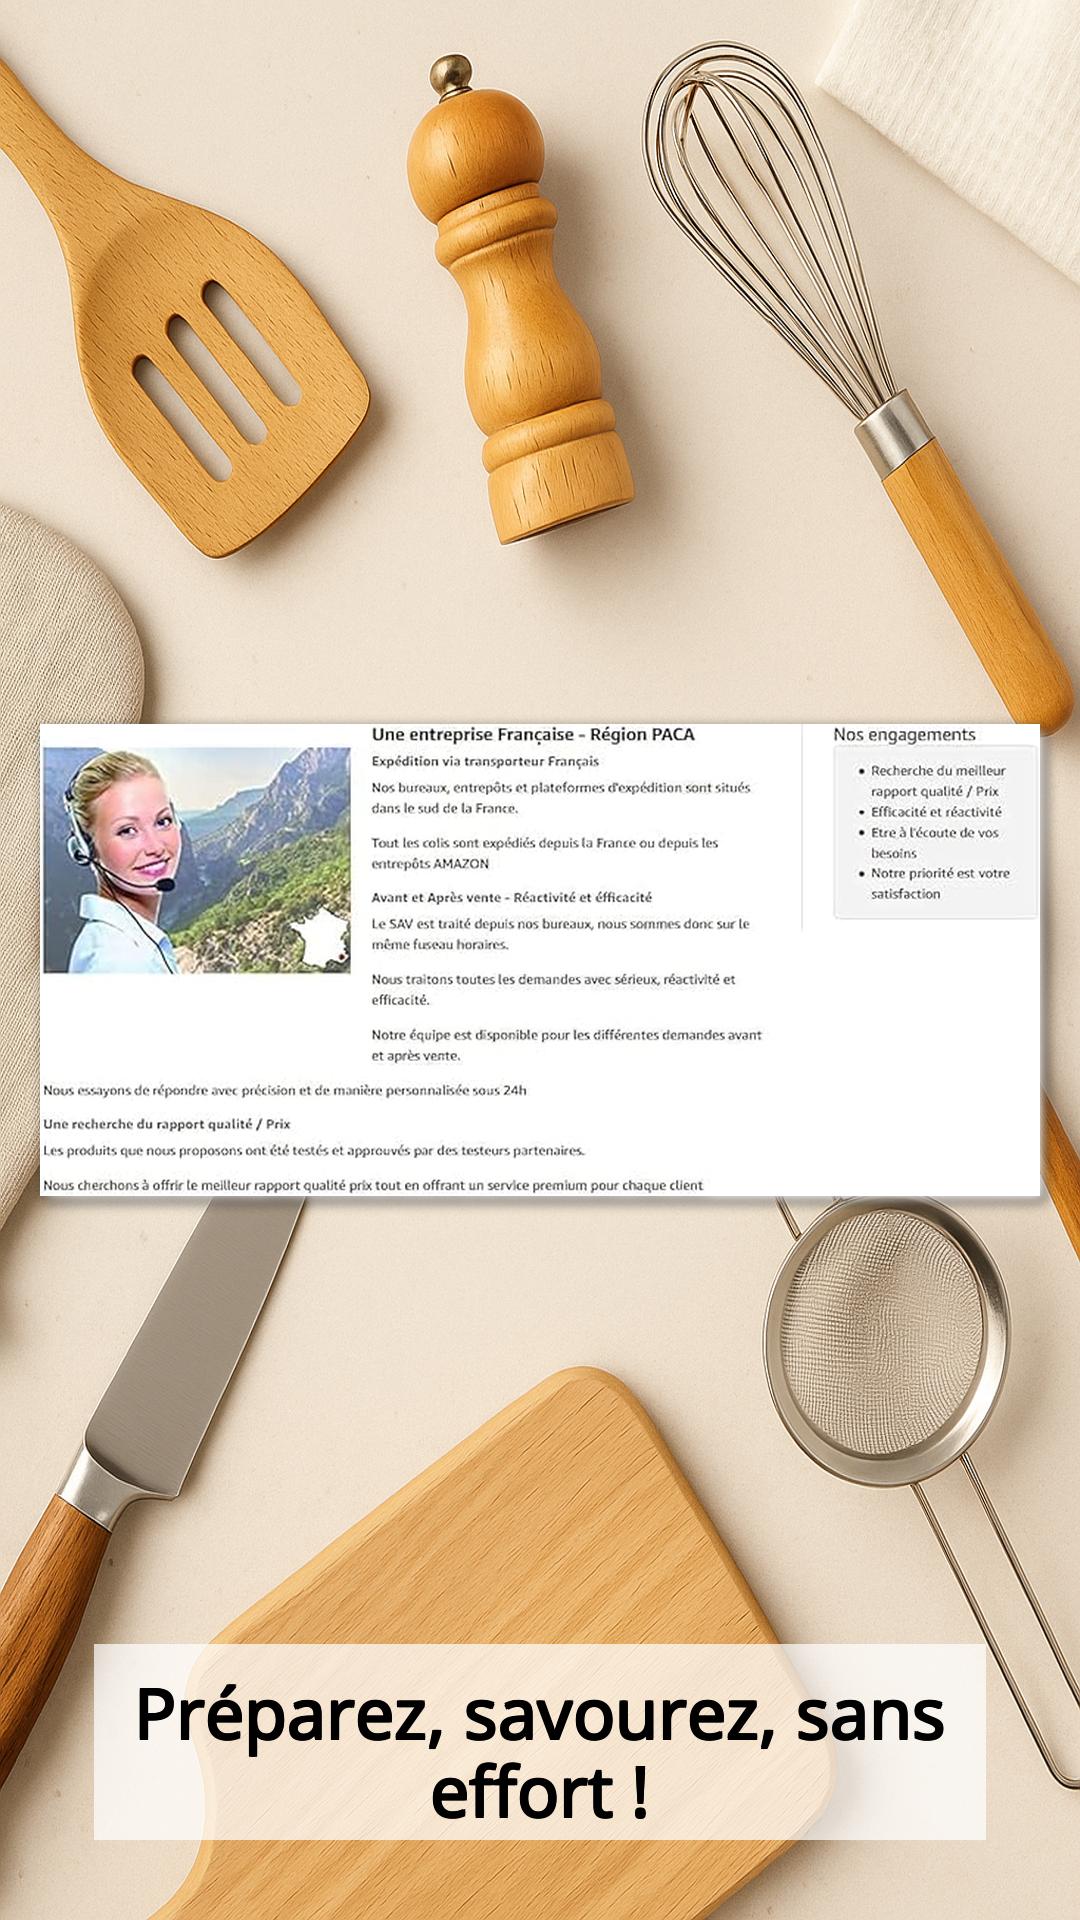 Une entreprise Française - Région PACA
Expédition via transporteur Français
Nos bureaux, entrepôts et plateformes d'expédition sont situés
dans le sud de la France.
Tout les colis sont expédiés depuis la France ou depuis les
entrepôts AMAZON
Avant et Après vente - Réactivité et éfficacité
Le SAV est traité depuis nos bureaux, nous sommes donc sur le
même fuseau horaires.
Nous traitons toutes les demandes avec sérieux, réactivité et
efficacité.
Notre équipe est disponible pour les différentes demandes avant
et après vente.
Nous essayons de répondre avec précision et de manière personnalisée sous 24h
Une recherche du rapport qualité / Prix
Les produits que nous proposons ont été testés et approuvés par des testeurs partenaires.
Nous cherchons à offrir le meilleur rapport qualité prix tout en offrant un service premium pour chaque client
Nos engagements
• Recherche du meilleur
rapport qualité / Prix
• Efficacité et réactivité
• Etre à l'écoute de vos
besoins
• Notre priorité est votre
satisfaction
Préparez, savourez, sans
effort !